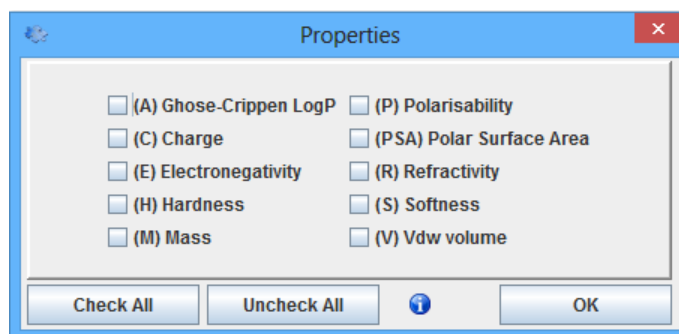 Properties
(A) Ghose-Crippen LogP
(P) Polarisability
(C) Charge
(PSA) Polar Surface Area
(E) Electronegativity
(R) Refractivity
(H) Hardness
(S) Softness
(M) Mass
(V) Vdw volume
Check All
Uncheck All
OK